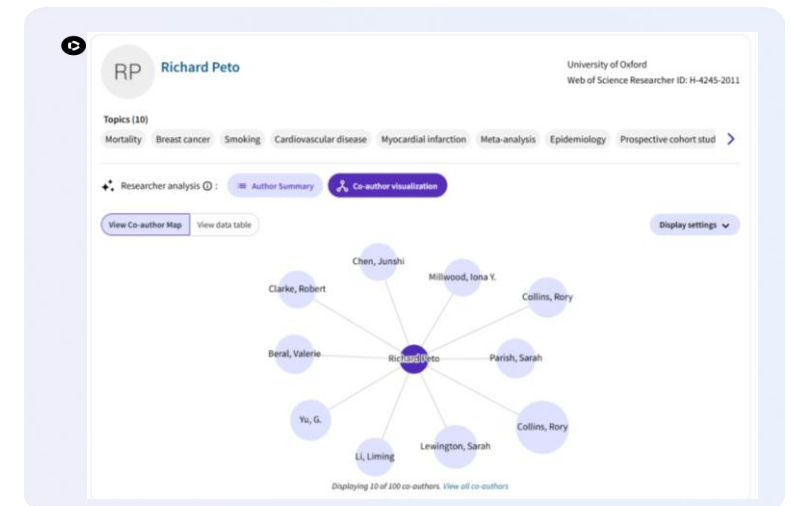 RP
Richard Peto
University of Oxford
Web of Science Researcher ID: H-4245-2011
Topics (10)
Mortality Breast cancer Smoking Cardiovascular disease Myocardial infarction Meta-analysis Epidemiology Prospective cohort stud
Researcher analysis : Author Summary Co-author visualization
View Co-author Map View data table Display settings
Chen, Junshi
Millwood, Iona Y.
Clarke, Robert
Collins, Rory
Beral, Valerie
Richard Peto
Parish, Sarah
Yu, G.
Collins, Rory
Lewington, Sarah
Li, Liming
Displaying 10 of 100 co-authors. View all co-authors